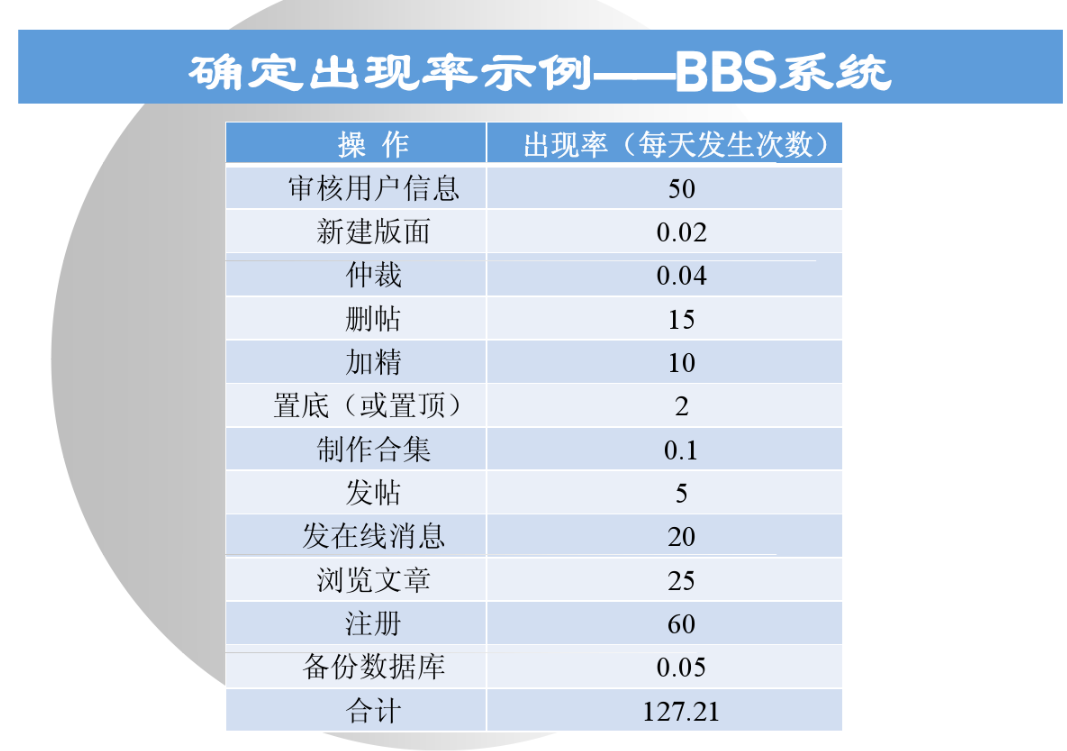 确定出现率示例——BBS系统
操 作 出现率（每天发生次数）
审核用户信息 50
新建版面 0.02
仲裁 0.04
删帖 15
加精 10
置底（或置顶） 2
制作合集 0.1
发帖 5
发在线消息 20
浏览文章 25
注册 60
备份数据库 0.05
合计 127.21